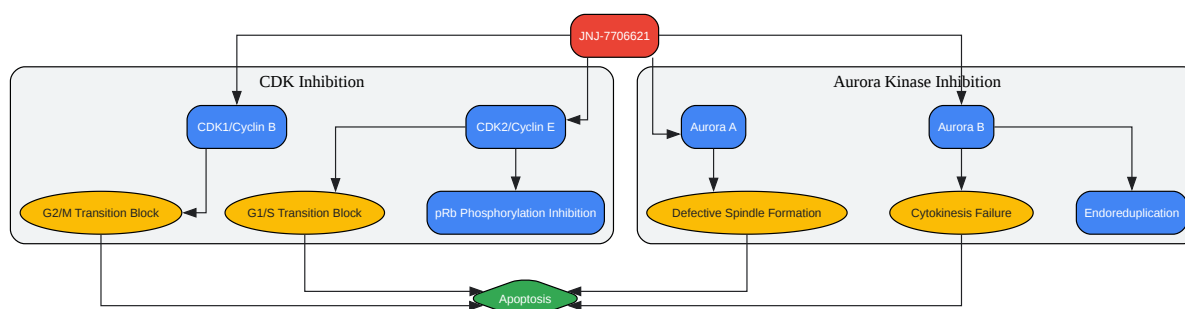 JNJ-7706621
CDK Inhibition
Aurora Kinase Inhibition
CDK1/Cyclin B
CDK2/Cyclin E
Aurora A
Aurora B
G2/M Transition Block
G1/S Transition Block
pRb Phosphorylation Inhibition
Defective Spindle Formation
Cytokinesis Failure
Endoreduplication
Apoptosis